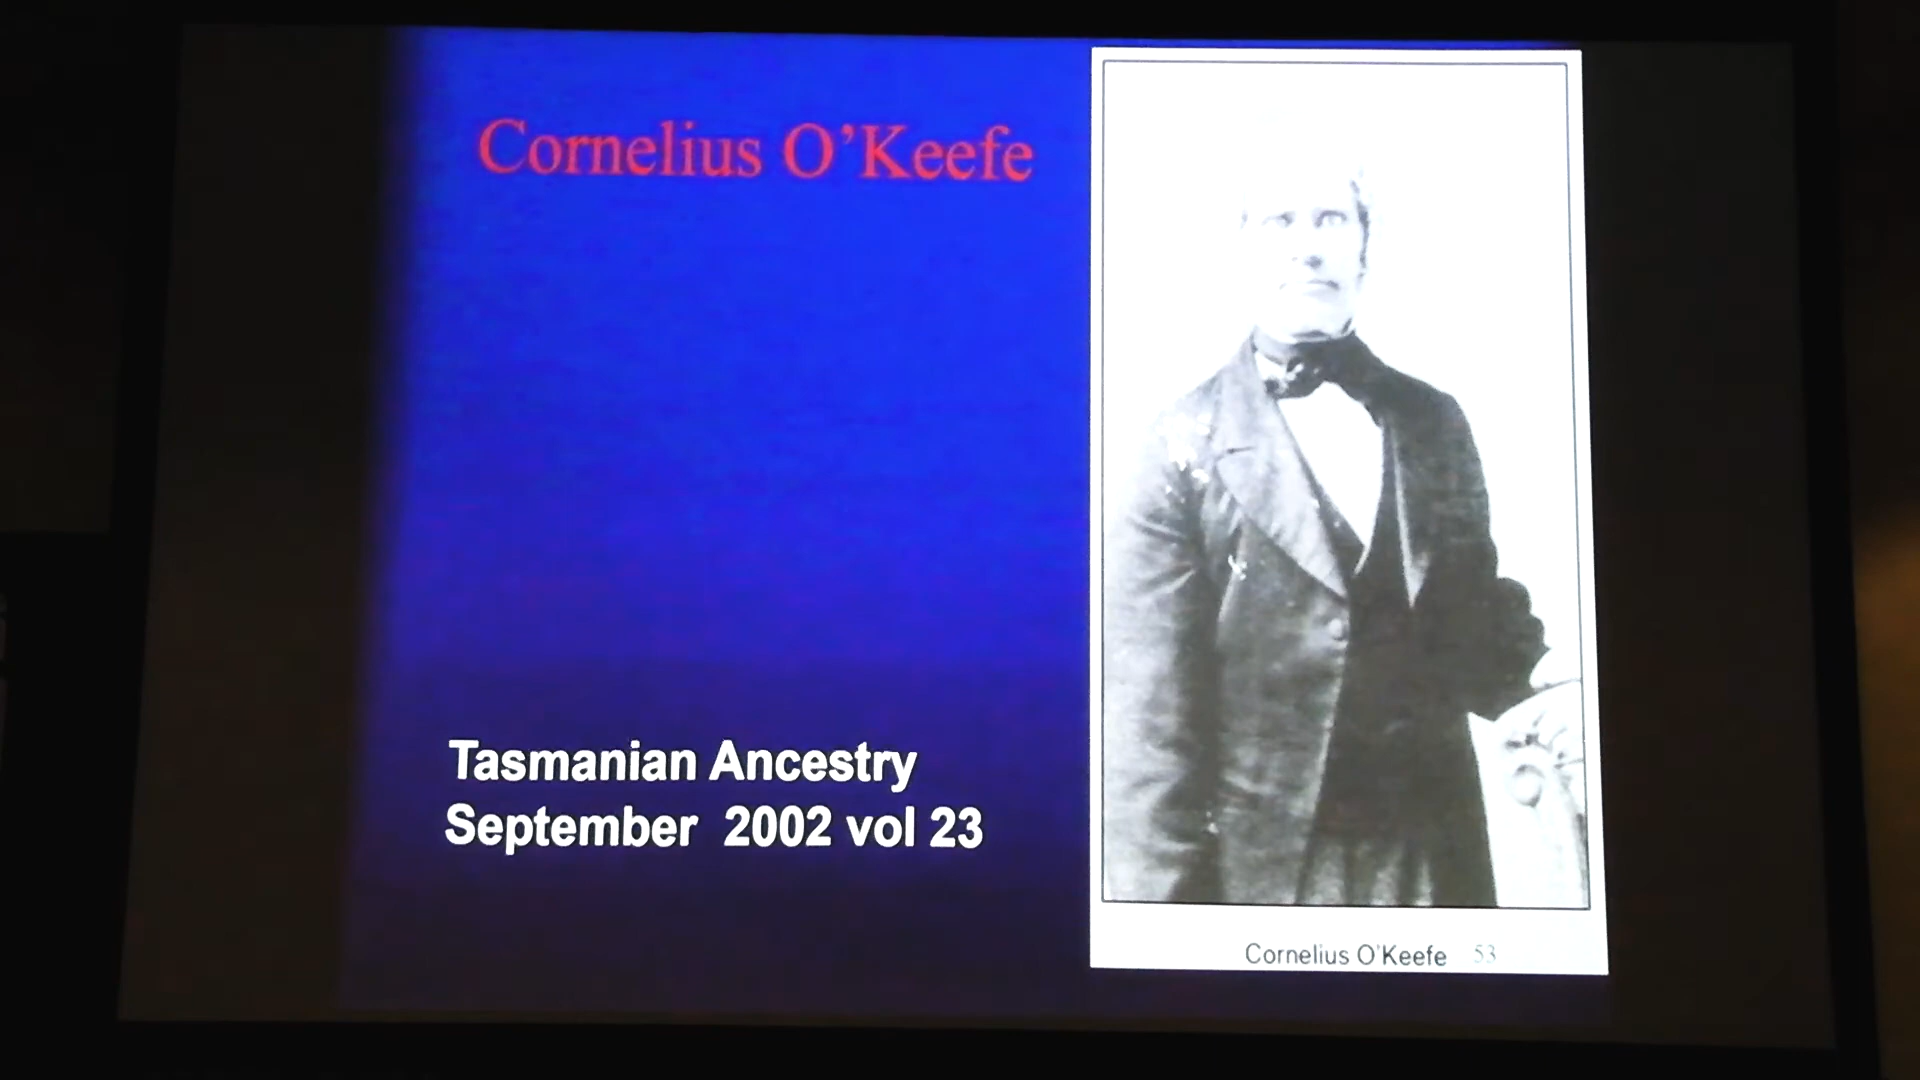 Cornelius O'Keefe
Tasmanian Ancestry
September 2002 vol 23
Cornelius O'Keefe 53